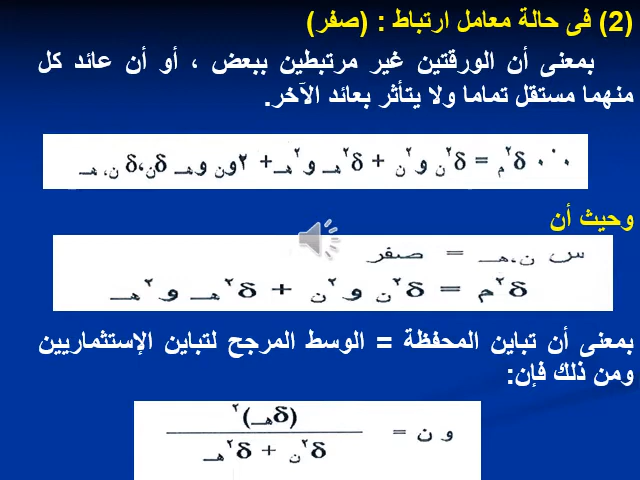 (2) فى حالة معامل ارتباط : (صفر)
بمعنى أن الورقتين غير مرتبطين ببعض ، أو أن عائد كل
منهما مستقل تماما ولا يتأثر بعائد الآخر.
∴ δ²م = δ²ن و²ن + δ²هـ و²هـ + ٢ون وهـ δن،δ ن،هـ
وحيث أن
س ن،هـ = صفر
δ²م = δ²ن و²ن + δ²هـ و²هـ
بمعنى أن تباين المحفظة = الوسط المرجح لتباين الإستثماريين
ومن ذلك فإن:
و ن = (δهـ)² / δ²ن + δ²هـ